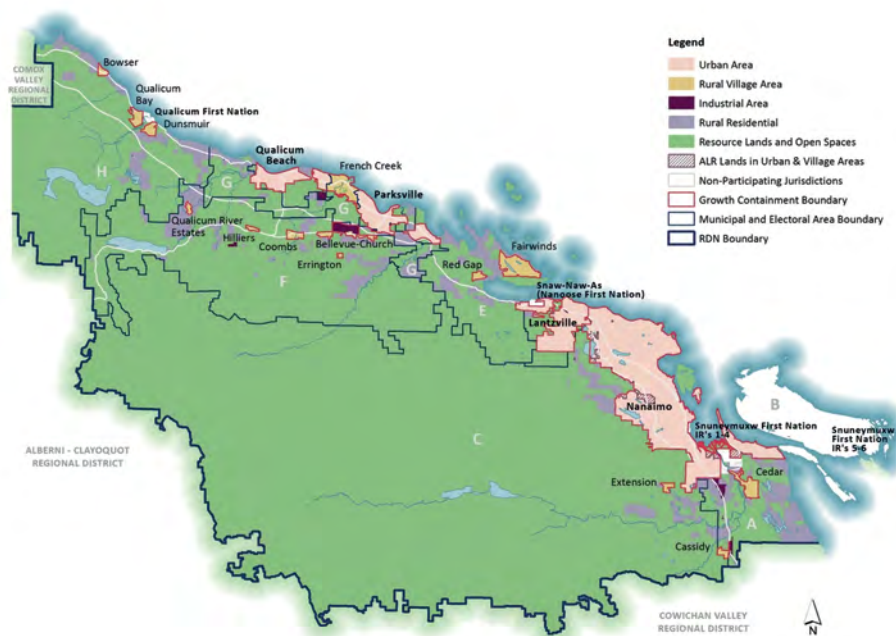 Legend
Urban Area
Rural Village Area
Industrial Area
Rural Residential
Resource Lands and Open Spaces
ALR Lands in Urban & Village Areas
Non-Participating Jurisdictions
Growth Containment Boundary
Municipal and Electoral Area Boundary
RDN Boundary
COMOX
VALLEY
REGIONAL
DISTRICT
Bowser
Qualicum
Bay
Qualicum First Nation
Dunsmuir
Qualicum
Beach
French Creek
Parksville
H
G
G
G
Qualicum River
Estates
Hilliers
Coombs
Bellevue-Church
Errington
F
Red Gap
Fairwinds
Snaw-Naw-As
(Nanoose First Nation)
E
Lantzville
Nanaimo
B
Snuneymuxw First Nation
IR's 1-4
Snuneymuxw
First Nation
IR's 5-6
C
ALBERNI - CLAYOQUOT
REGIONAL DISTRICT
Extension
Cedar
A
Cassidy
COWICHAN VALLEY
REGIONAL DISTRICT
N